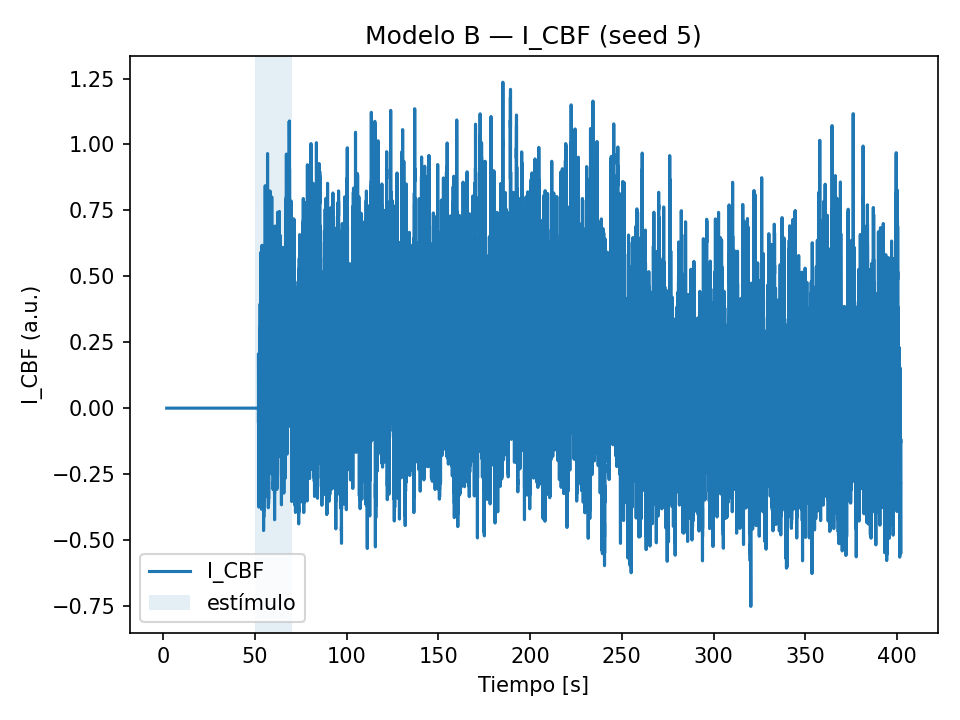 Modelo B — I_CBF (seed 5)
I_CBF (a.u.)
1.25
1.00
0.75
0.50
0.25
0.00
−0.25
−0.50
−0.75
I_CBF
estímulo
0 50 100 150 200 250 300 350 400
Tiempo [s]